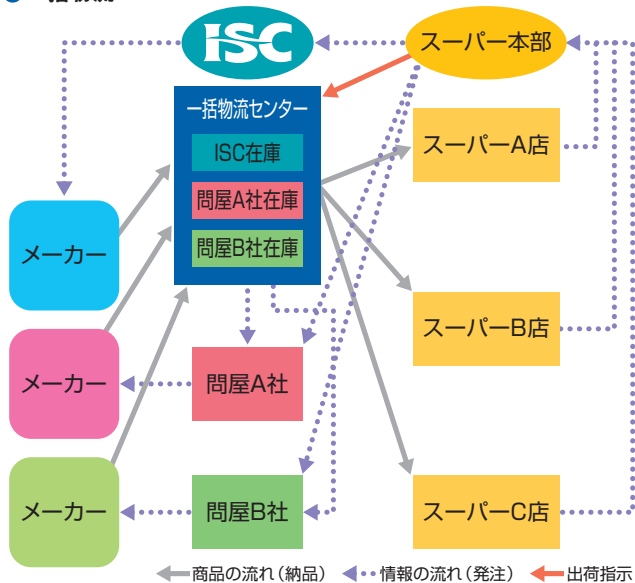 ISC
スーパー本部
一括物流センター
ISC在庫
問屋A社在庫
問屋B社在庫
スーパーA店
メーカー
スーパーB店
メーカー
問屋A社
メーカー
問屋B社
スーパーC店
商品の流れ（納品）
情報の流れ（発注）
出荷指示